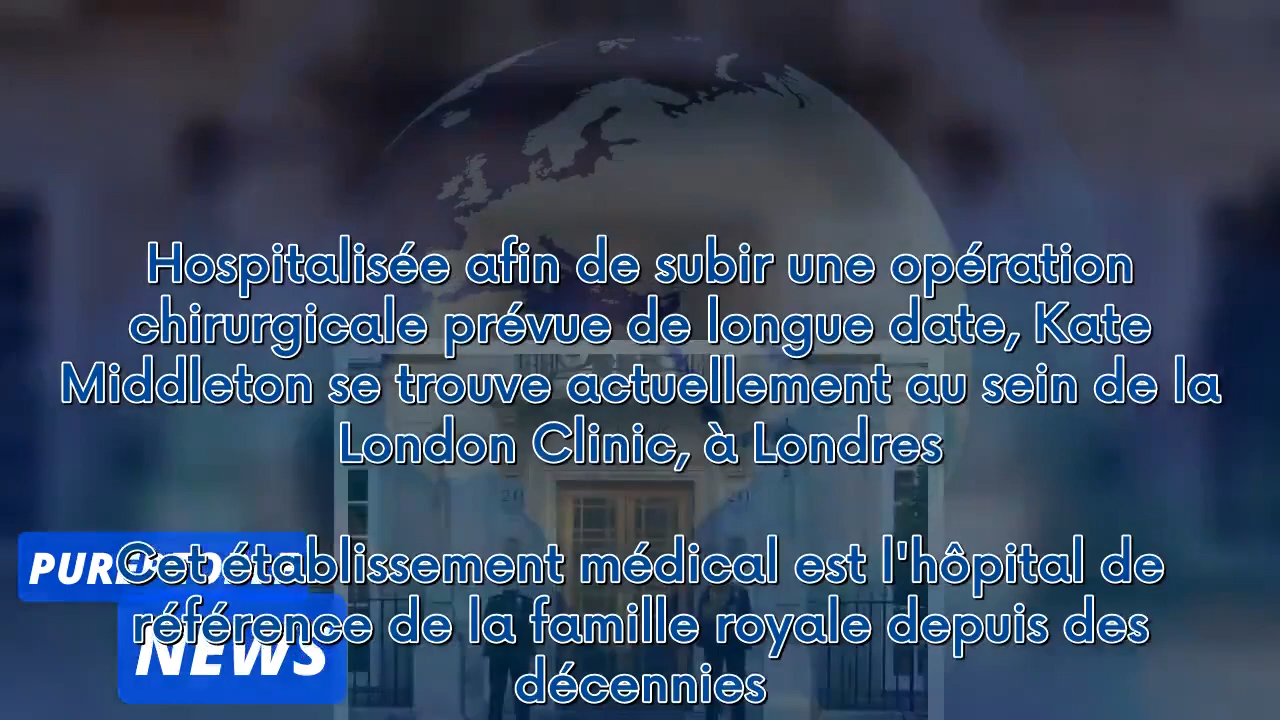 Hospitalisée afin de subir une opération
chirurgicale prévue de longue date, Kate
Middleton se trouve actuellement au sein de la
London Clinic, à Londres
20
20
Cet établissement médical est l'hôpital de
référence de la famille royale depuis des
décennies
NEWS